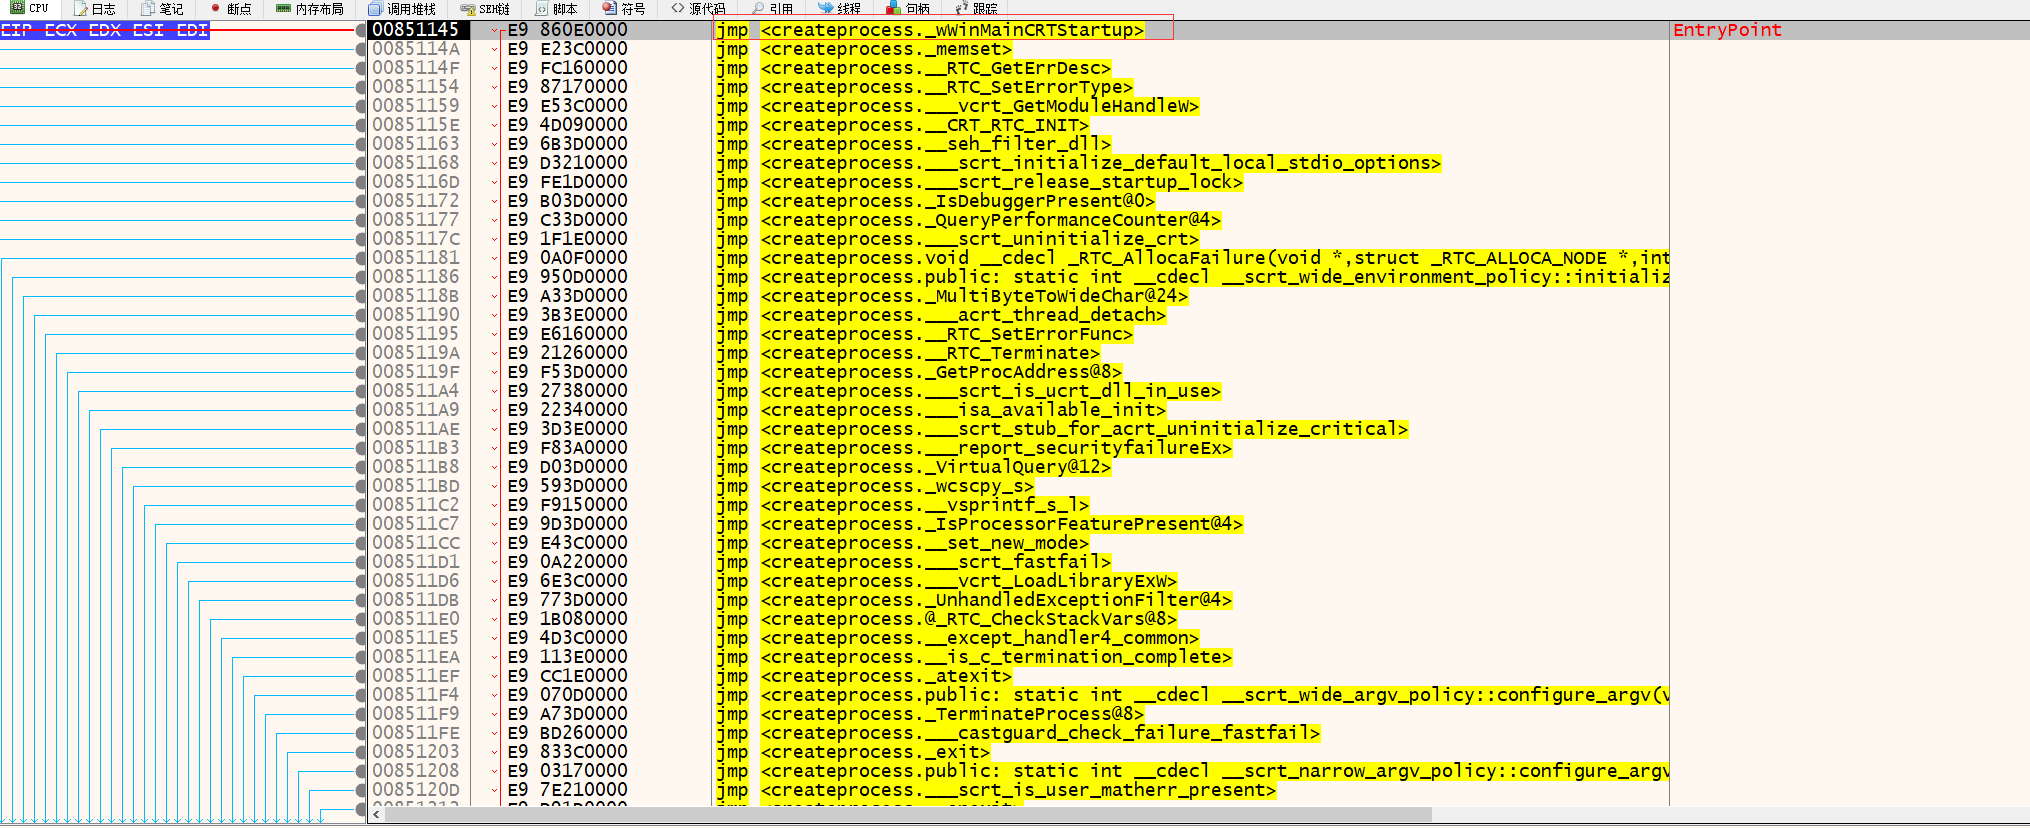 CPU 日志 笔记 断点 内存布局 调用堆栈 SEH链 脚本 符号 源代码 引用 线程 句柄 跟踪
EIP ECX EDX ESI EDI 00851145 E9 860E0000 jmp <createprocess._wWinMainCRTStartup> EntryPoint
0085114A E9 E23C0000 jmp <createprocess._memset>
0085114F E9 FC160000 jmp <createprocess.__RTC_GetErrDesc>
00851154 E9 87170000 jmp <createprocess.__RTC_SetErrorType>
00851159 E9 E53C0000 jmp <createprocess.___vcrt_GetModuleHandleW>
0085115E E9 4D090000 jmp <createprocess.__CRT_RTC_INIT>
00851163 E9 6B3D0000 jmp <createprocess.__seh_filter_dll>
00851168 E9 D3210000 jmp <createprocess.___scrt_initialize_default_local_stdio_options>
0085116D E9 FE1D0000 jmp <createprocess.___scrt_release_startup_lock>
00851172 E9 B03D0000 jmp <createprocess._IsDebuggerPresent@0>
00851177 E9 C33D0000 jmp <createprocess._QueryPerformanceCounter@4>
0085117C E9 1F1E0000 jmp <createprocess.___scrt_uninitialize_crt>
00851181 E9 0A0F0000 jmp <createprocess.void __cdecl _RTC_AllocaFailure(void *,struct _RTC_ALLOCA_NODE *,int
00851186 E9 950D0000 jmp <createprocess.public: static int __cdecl __scrt_wide_environment_policy::initializ
0085118B E9 A33D0000 jmp <createprocess._MultiByteToWideChar@24>
00851190 E9 3B3E0000 jmp <createprocess.___acrt_thread_detach>
00851195 E9 E6160000 jmp <createprocess.__RTC_SetErrorFunc>
0085119A E9 21260000 jmp <createprocess.__RTC_Terminate>
0085119F E9 F53D0000 jmp <createprocess._GetProcAddress@8>
008511A4 E9 27380000 jmp <createprocess.___scrt_is_ucrt_dll_in_use>
008511A9 E9 22340000 jmp <createprocess.___isa_available_init>
008511AE E9 3D3E0000 jmp <createprocess.___scrt_stub_for_acrt_uninitialize_critical>
008511B3 E9 F83A0000 jmp <createprocess.___report_securityfailureEx>
008511B8 E9 D03D0000 jmp <createprocess._VirtualQuery@12>
008511BD E9 593D0000 jmp <createprocess._wcscpy_s>
008511C2 E9 F9150000 jmp <createprocess.__vsprintf_s_l>
008511C7 E9 9D3D0000 jmp <createprocess._IsProcessorFeaturePresent@4>
008511CC E9 E43C0000 jmp <createprocess.__set_new_mode>
008511D1 E9 0A220000 jmp <createprocess.___scrt_fastfail>
008511D6 E9 6E3C0000 jmp <createprocess.___vcrt_LoadLibraryExW>
008511DB E9 773D0000 jmp <createprocess._UnhandledExceptionFilter@4>
008511E0 E9 1B080000 jmp <createprocess.@_RTC_CheckStackVars@8>
008511E5 E9 4D3C0000 jmp <createprocess.__except_handler4_common>
008511EA E9 113E0000 jmp <createprocess.__is_c_termination_complete>
008511EF E9 CC1E0000 jmp <createprocess._atexit>
008511F4 E9 070D0000 jmp <createprocess.public: static int __cdecl __scrt_wide_argv_policy::configure_argv(v
008511F9 E9 A73D0000 jmp <createprocess._TerminateProcess@8>
008511FE E9 BD260000 jmp <createprocess.___castguard_check_failure_fastfail>
00851203 E9 833C0000 jmp <createprocess._exit>
00851208 E9 03170000 jmp <createprocess.public: static int __cdecl __scrt_narrow_argv_policy::configure_argv
0085120D E9 7E210000 jmp <createprocess.___scrt_is_user_matherr_present>